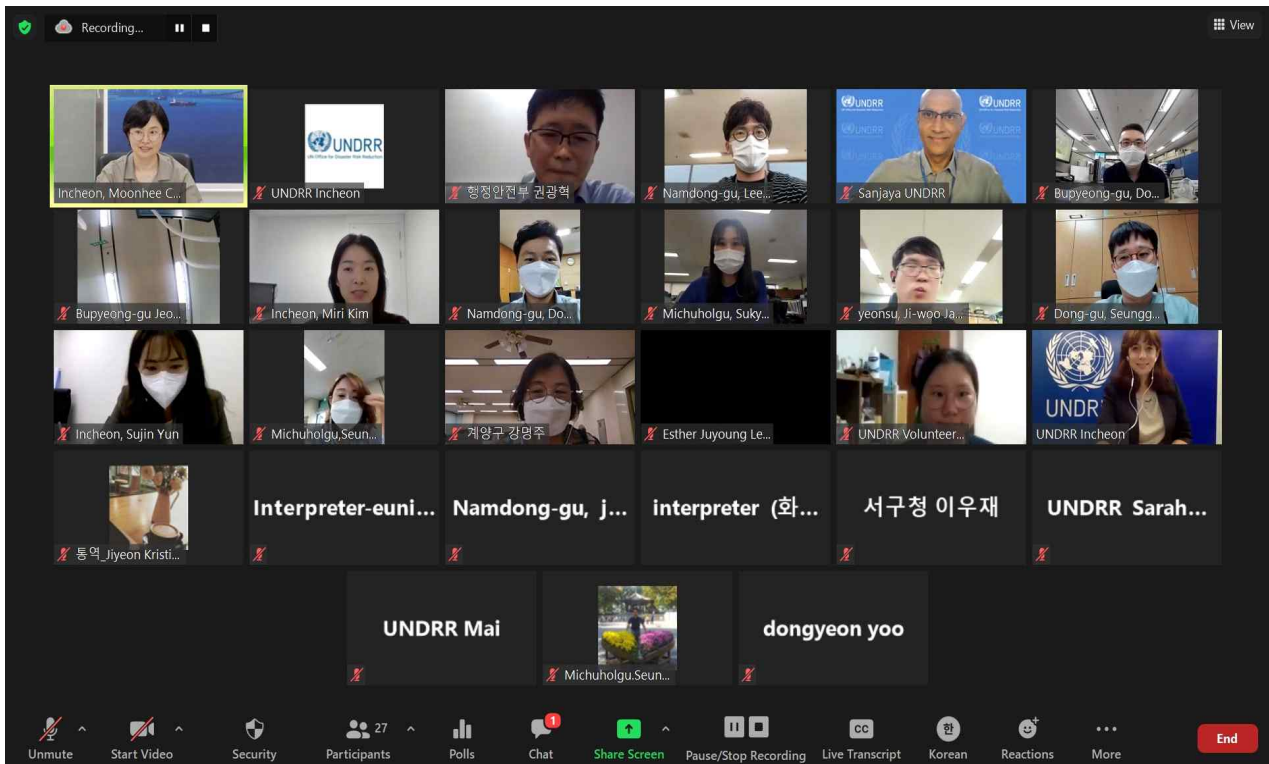 Recording...
View
UNDRR
Incheon, Moonhee C...
UNDRR Incheon
행정안전부 권광혁
Namdong-gu, Lee...
UNDRR
UNDRR
Sanjaya UNDRR
Bupyeong-gu, Do...
Bupyeong-gu Jeo...
Incheon, Miri Kim
Namdong-gu, Do...
Michuholgu, Suky...
yeonsu, Ji-woo Ja...
Dong-gu, Seungg...
Incheon, Sujin Yun
Michuholgu,Seun...
계양구 강명주
Esther Juyoung Le...
UNDRR Volunteer...
UNDR
UNDRR Incheon
통역_Jiyeon Kristi...
Interpreter-euni...
Namdong-gu, j...
interpreter (화...
서구청 이우재
UNDRR Sarah...
UNDRR Mai
Michuholgu.Seun...
dongyeon yoo
Unmute
Start Video
Security
27
Participants
Polls
1
Chat
Share Screen
Pause/Stop Recording
CC
Live Transcript
한
Korean
Reactions
More
End